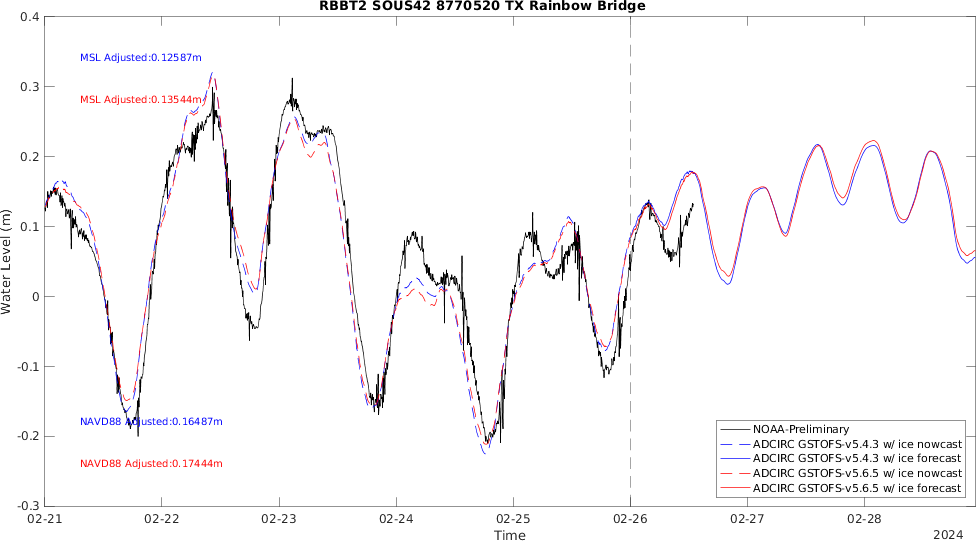 RBBT2 SOUS42 8770520 TX Rainbow Bridge
0.4
0.3
0.2
0.1
0
-0.1
-0.2
-0.3
Water Level (m)
MSL Adjusted:0.12587m
MSL Adjusted:0.13544m
NAVD88 Adjusted:0.16487m
NAVD88 Adjusted:0.17444m
NOAA-Preliminary
ADCIRC GSTOFS-v5.4.3 w/ ice nowcast
ADCIRC GSTOFS-v5.4.3 w/ ice forecast
ADCIRC GSTOFS-v5.6.5 w/ ice nowcast
ADCIRC GSTOFS-v5.6.5 w/ ice forecast
02-21 02-22 02-23 02-24 02-25 02-26 02-27 02-28
Time
2024